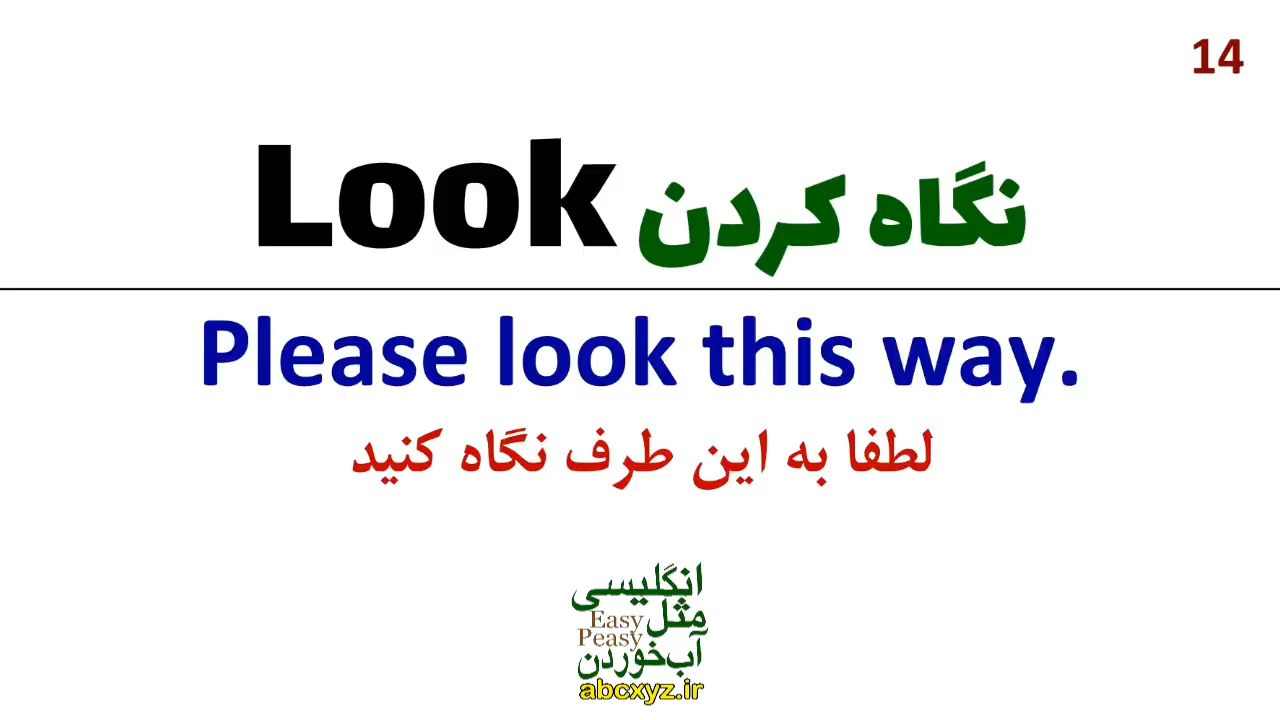 14
Look نگاه کردن
Please look this way.
لطفا به این طرف نگاه کنید
انگلیسی
مثل Easy
Peasy
آب‌خوردن
abcxyz.ir